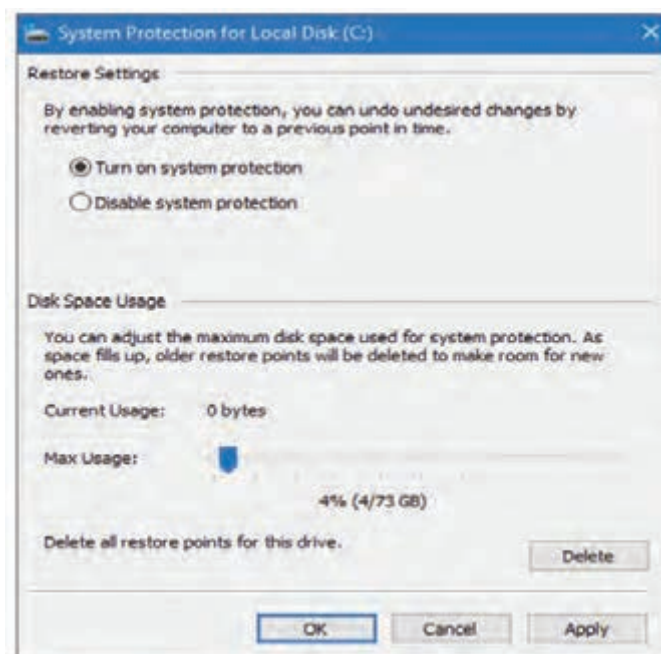 System Protection for Local Disk (C:)
Restore Settings
By enabling system protection, you can undo undesired changes by
reverting your computer to a previous point in time.
Turn on system protection
Disable system protection
Disk Space Usage
You can adjust the maximum disk space used for system protection. As
space fills up, older restore points will be deleted to make room for new
ones.
Current Usage: 0 bytes
Max Usage:
4% (4/73 GB)
Delete all restore points for this drive.
Delete
OK Cancel Apply